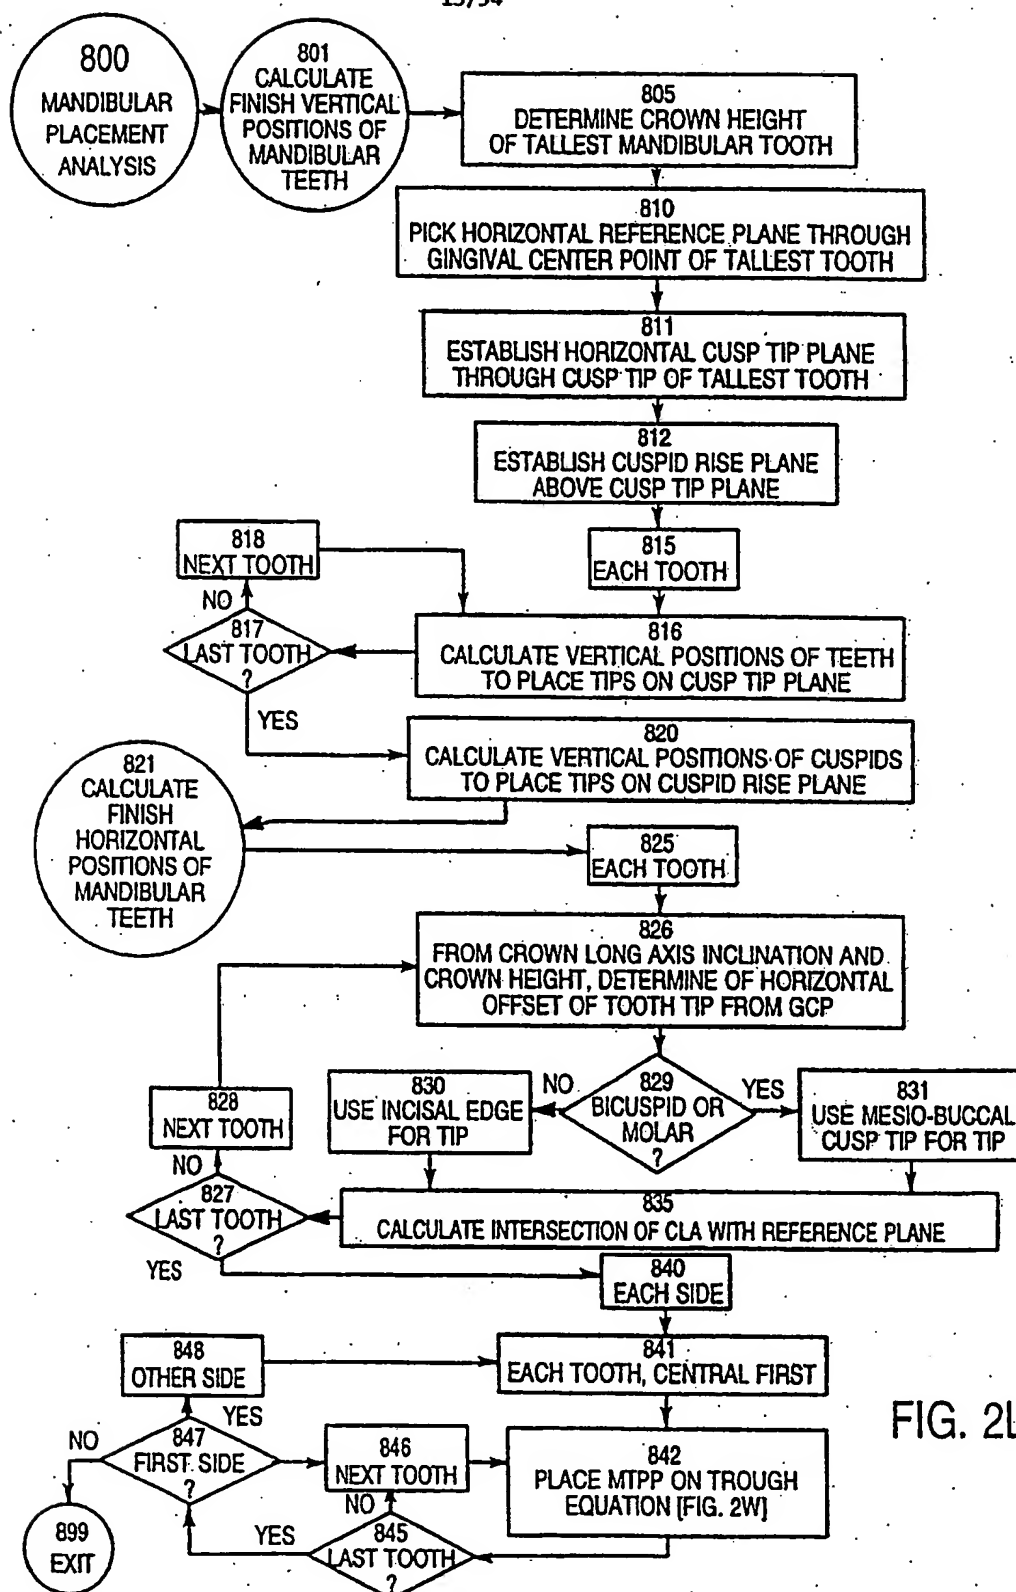 800
MANDIBULAR
PLACEMENT
ANALYSIS
801
CALCULATE
FINISH VERTICAL
POSITIONS OF
MANDIBULAR
TEETH
805
DETERMINE CROWN HEIGHT
OF TALLEST MANDIBULAR TOOTH
810
PICK HORIZONTAL REFERENCE PLANE THROUGH
GINGIVAL CENTER POINT OF TALLEST TOOTH
811
ESTABLISH HORIZONTAL CUSP TIP PLANE
THROUGH CUSP TIP OF TALLEST TOOTH
812
ESTABLISH CUSPID RISE PLANE
ABOVE CUSP TIP PLANE
815
EACH TOOTH
818
NEXT TOOTH
NO
817
LAST TOOTH
?
YES
816
CALCULATE VERTICAL POSITIONS OF TEETH
TO PLACE TIPS ON CUSP TIP PLANE
820
CALCULATE VERTICAL POSITIONS OF CUSPIDS
TO PLACE TIPS ON CUSPID RISE PLANE
821
CALCULATE
FINISH
HORIZONTAL
POSITIONS OF
MANDIBULAR
TEETH
825
EACH TOOTH
826
FROM CROWN LONG AXIS INCLINATION AND
CROWN HEIGHT, DETERMINE OF HORIZONTAL
OFFSET OF TOOTH TIP FROM GCP
829
BICUSPID OR
MOLAR
?
NO
YES
830
USE INCISAL EDGE
FOR TIP
831
USE MESIO-BUCCAL
CUSP TIP FOR TIP
828
NEXT TOOTH
NO
827
LAST TOOTH
?
YES
835
CALCULATE INTERSECTION OF CLA WITH REFERENCE PLANE
840
EACH SIDE
841
EACH TOOTH, CENTRAL FIRST
848
OTHER SIDE
YES
NO
847
FIRST SIDE
?
846
NEXT TOOTH
NO
842
PLACE MTPP ON TROUGH
EQUATION [FIG. 2W]
YES
845
LAST TOOTH
?
899
EXIT
FIG. 2L